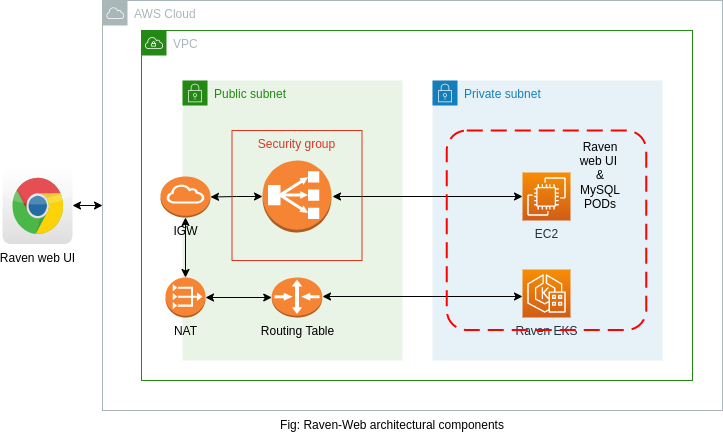 AWS Cloud
VPC
Public subnet
Private subnet
Security group
Raven
web UI
&
MySQL
PODs
IGW
EC2
Raven web UI
NAT
Routing Table
Raven EKS
Fig: Raven-Web architectural components